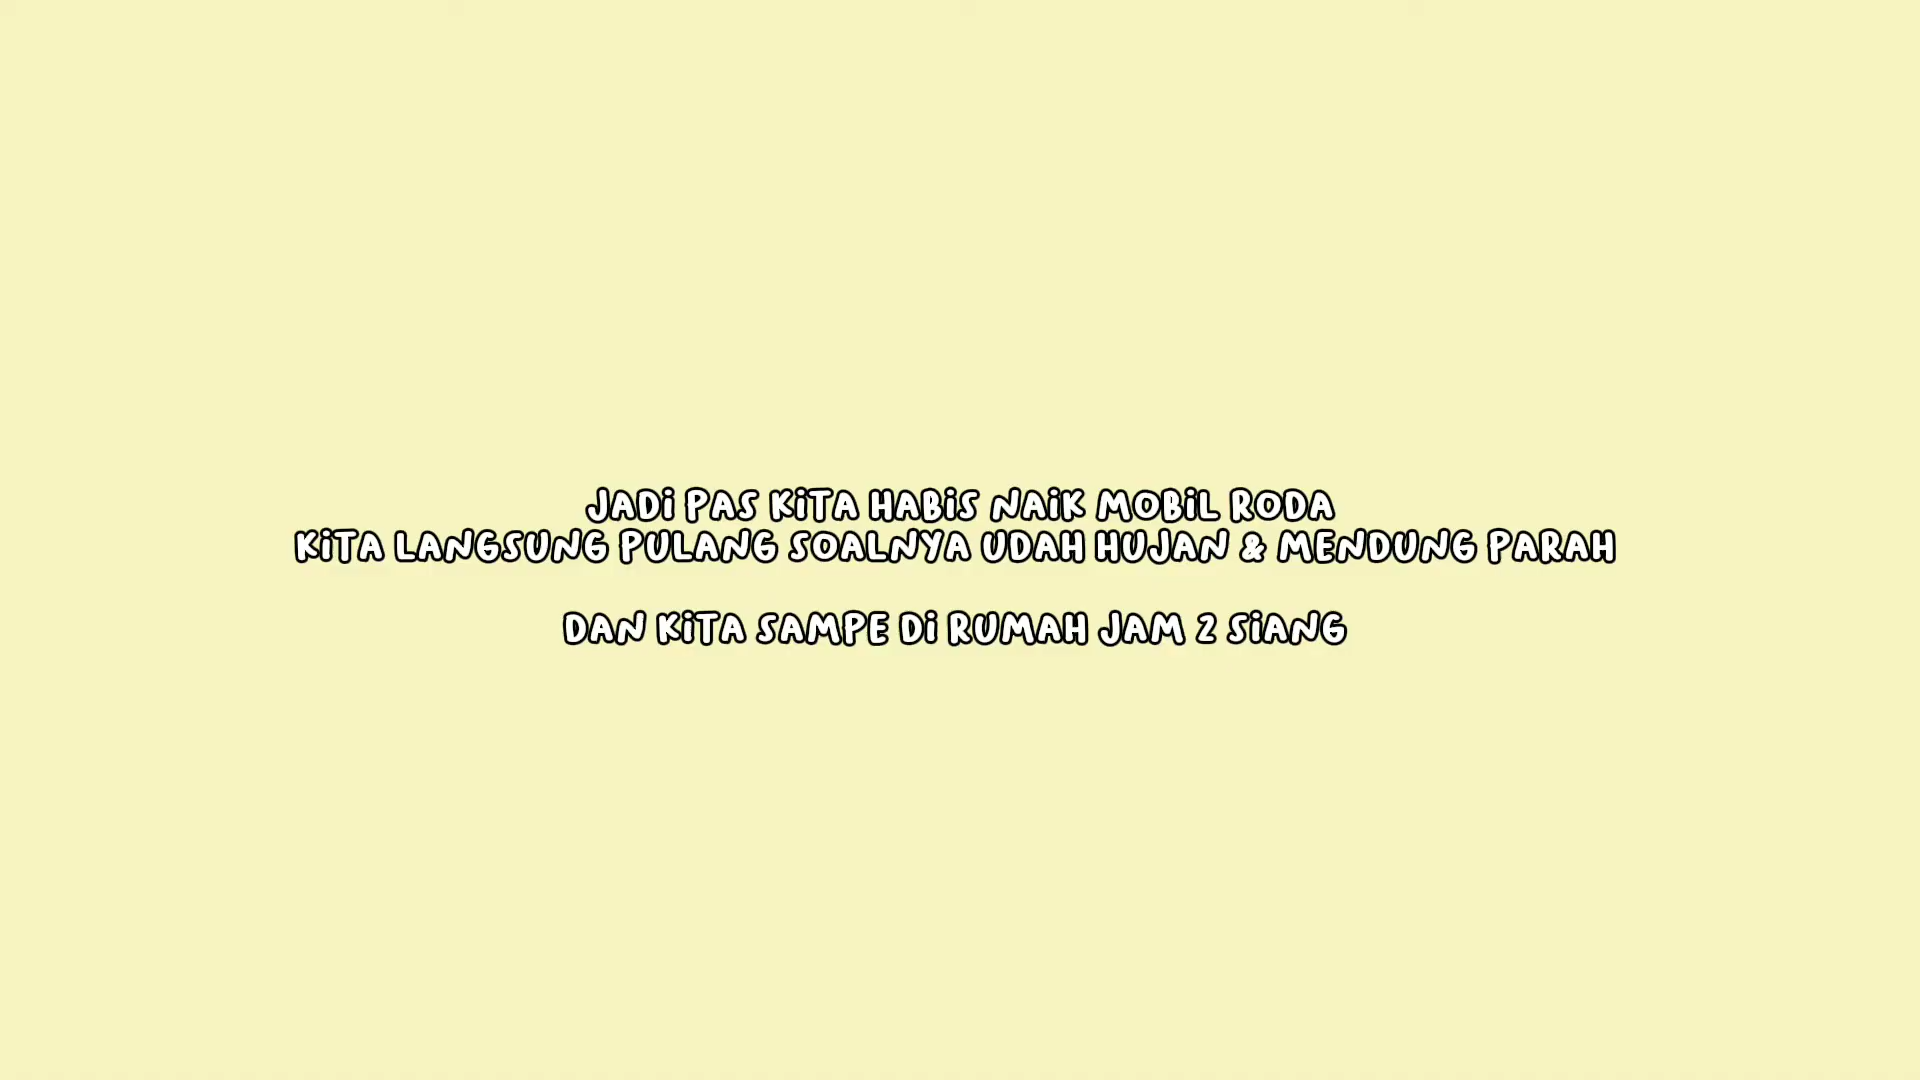 JADi PAS KiTA HABiS NAiK MOBiL RODA
KiTA LANGSUNG PULANG SOALNYA UDAH HUJAN & MENDUNG PARAH
DAN KiTA SAMPE Di RUMAH JAM 2 SiANG